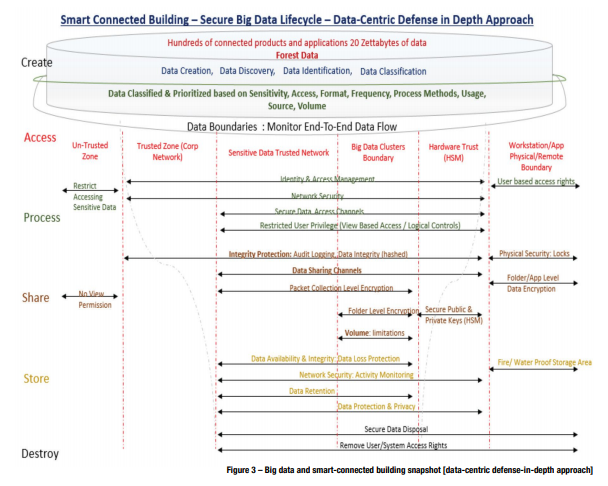 Smart Connected Building – Secure Big Data Lifecycle – Data-Centric Defense in Depth Approach
Hundreds of connected products and applications 20 Zettabytes of data
Forest Data
Create
Data Creation, Data Discovery, Data Identification, Data Classification
Data Classified & Prioritized based on Sensitivity, Access, Format, Frequency, Process Methods, Usage,
Source, Volume
Data Boundaries : Monitor End-To-End Data Flow
Access
Un-Trusted
Zone
Trusted Zone (Corp
Network)
Sensitive Data Trusted Network
Big Data Clusters
Boundary
Hardware Trust
(HSM)
Workstation/App
Physical/Remote
Boundary
Identity & Access Management
User based access rights
Restrict
Accessing
Sensitive Data
Network Security
Process
Secure Data Access Channels
Restricted User Privilege (View Based Access / Logical Controls)
Integrity Protection: Audit Logging, Data Integrity (hashed)
Physical Security: Locks
Data Sharing Channels
Folder/App Level
Data Encryption
Share
No View
Permission
Packet Collection Level Encryption
Folder Level Encryption
Secure Public &
Private Keys (HSM)
Volume: limitations
Data Availability & Integrity: Data Loss Protection
Fire/ Water Proof Storage Area
Store
Network Security: Activity Monitoring
Data Retention
Data Protection & Privacy
Secure Data Disposal
Remove User/System Access Rights
Destroy
Figure 3 – Big data and smart-connected building snapshot [data-centric defense-in-depth approach]